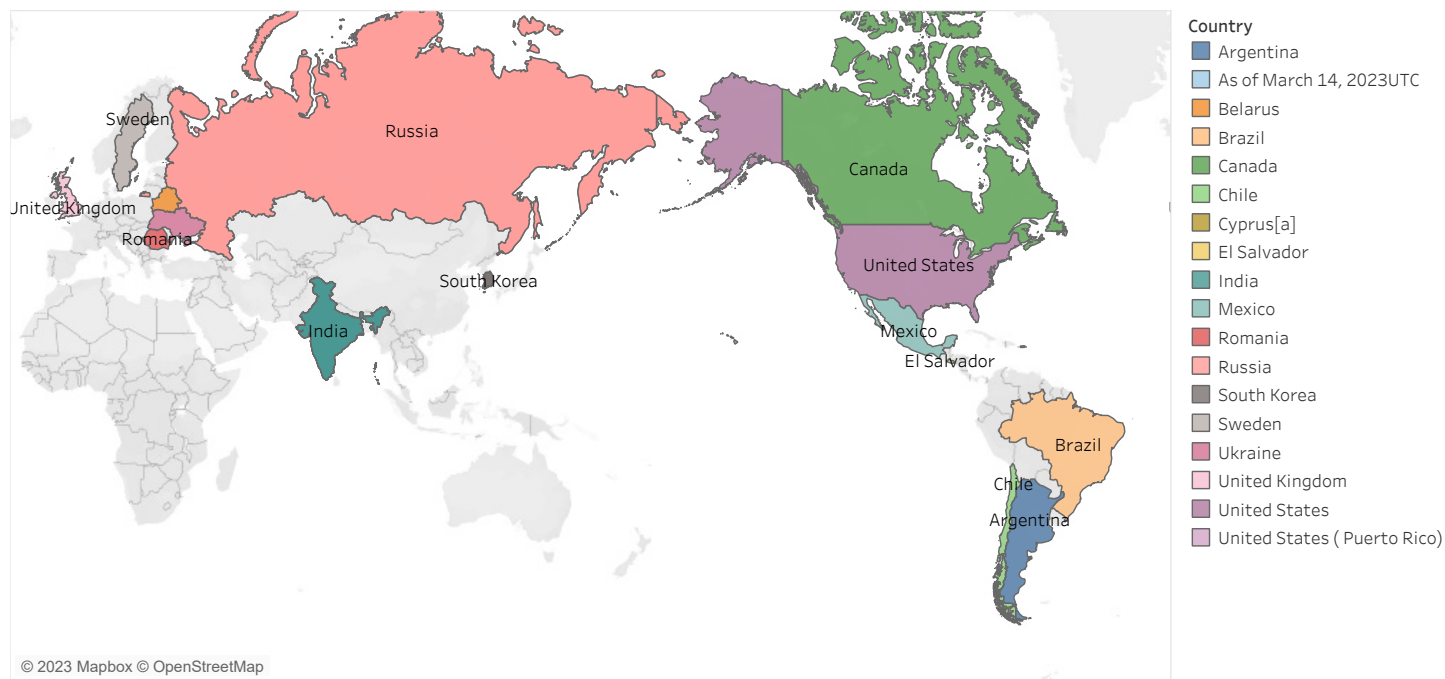 Sweden
Russia
Canada
United Kingdom
Romania
United States
South Korea
India
Mexico
El Salvador
Brazil
Chile
Argentina
© 2023 Mapbox © OpenStreetMap
Country
Argentina
As of March 14, 2023UTC
Belarus
Brazil
Canada
Chile
Cyprus[a]
El Salvador
India
Mexico
Romania
Russia
South Korea
Sweden
Ukraine
United Kingdom
United States
United States ( Puerto Rico)